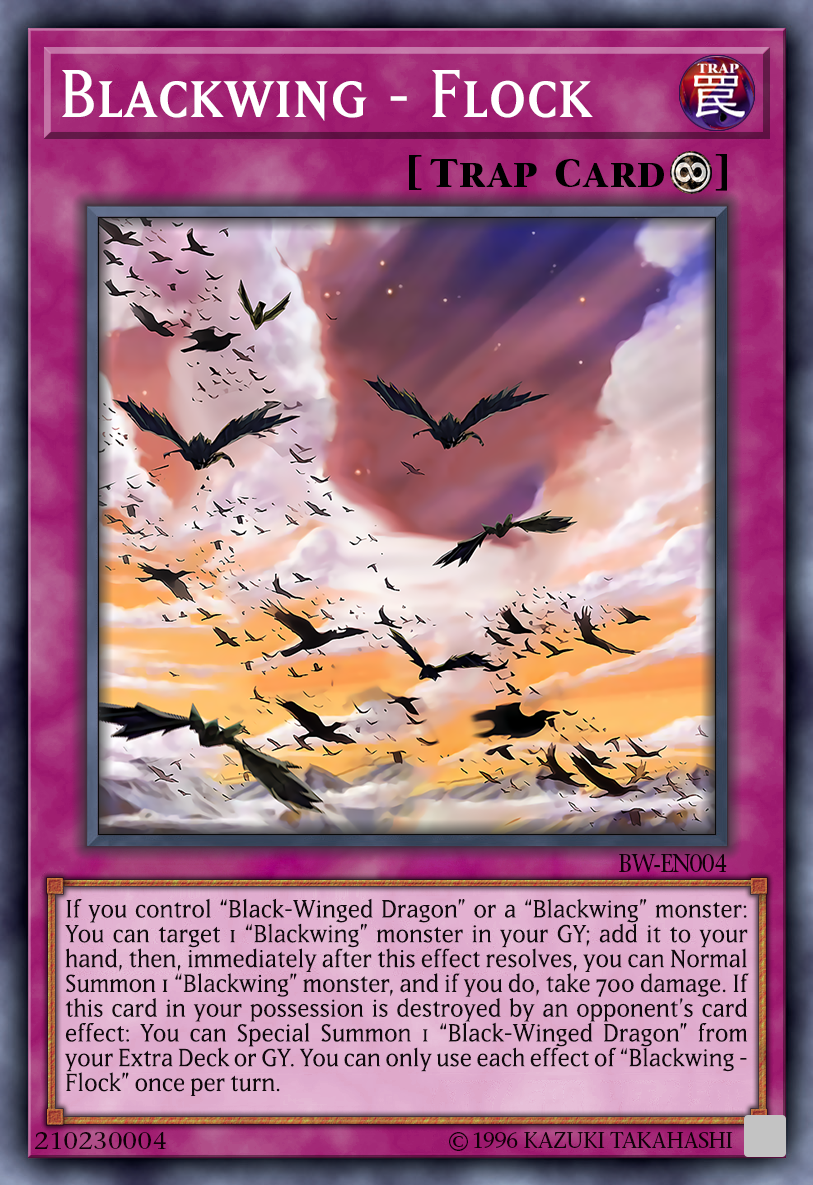 Blackwing - Flock
TRAP
罠
[Trap Card]
BW-EN004
If you control “Black-Winged Dragon” or a “Blackwing” monster:
You can target 1 “Blackwing” monster in your GY; add it to your
hand, then, immediately after this effect resolves, you can Normal
Summon 1 “Blackwing” monster, and if you do, take 700 damage. If
this card in your possession is destroyed by an opponent’s card
effect: You can Special Summon 1 “Black-Winged Dragon” from
your Extra Deck or GY. You can only use each effect of “Blackwing -
Flock” once per turn.
210230004
© 1996 KAZUKI TAKAHASHI